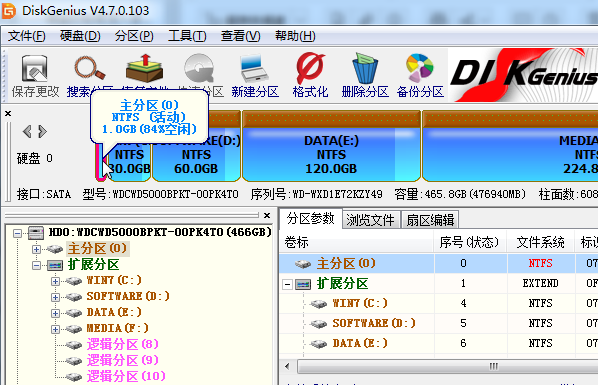 DiskGenius V4.7.0.103
文件(F) 硬盘(D) 分区(P) 工具(T) 查看(V) 帮助(H)
DISKGenius
保存更改 搜索分区 恢复文件 快速分区 新建分区 格式化 删除分区 备份分区
主分区(0)
NTFS (活动)
1.0GB(84%空闲)
硬盘 0
NTFS
30.0GB
SOFTWARE(D:)
NTFS
60.0GB
DATA(E:)
NTFS
120.0GB
MEDIA
NTFS
224.8
接口:SATA 型号:WDCWD5000BPKT-00PK4T0 序列号:WD-WXD1E72KZY49 容量:465.8GB(476940MB) 柱面数:608
HD0:WDCWD5000BPKT-00PK4T0(466GB)
主分区(0)
扩展分区
WIN7(C:)
SOFTWARE(D:)
DATA(E:)
MEDIA(F:)
逻辑分区(8)
逻辑分区(9)
逻辑分区(10)
分区参数 浏览文件 扇区编辑
卷标 序号(状态) 文件系统 标识
主分区(0) 0 NTFS 07
扩展分区 1 EXTEND 0F
WIN7(C:) 4 NTFS 07
SOFTWARE(D:) 5 NTFS 07
DATA(E:) 6 NTFS 07